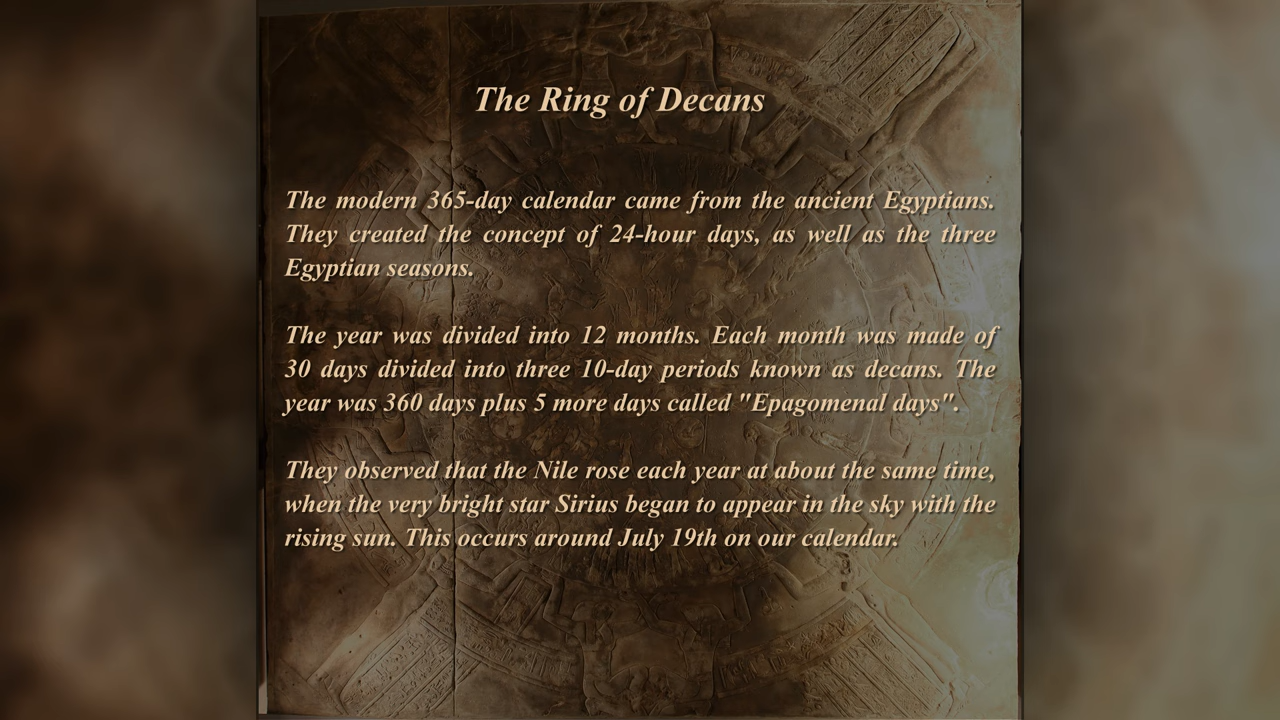 The Ring of Decans
The modern 365-day calendar came from the ancient Egyptians.
They created the concept of 24-hour days, as well as the three
Egyptian seasons.
The year was divided into 12 months. Each month was made of
30 days divided into three 10-day periods known as decans. The
year was 360 days plus 5 more days called "Epagomenal days".
They observed that the Nile rose each year at about the same time,
when the very bright star Sirius began to appear in the sky with the
rising sun. This occurs around July 19th on our calendar.